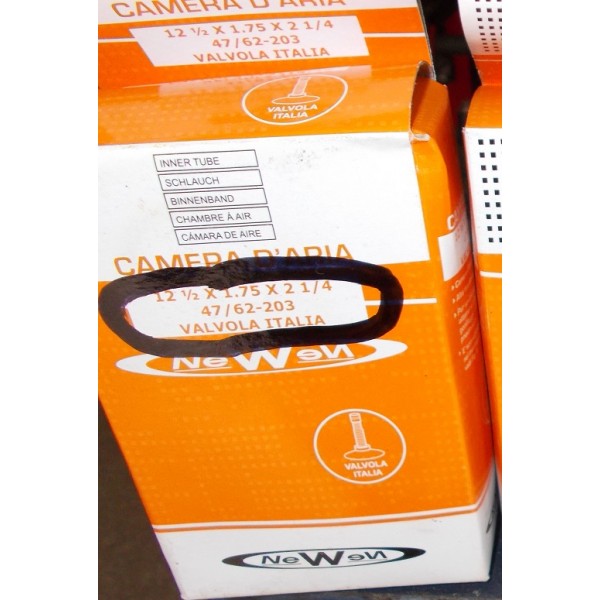 CAMERA D'ARIA
12 ½ X 1.75 X 2 1/4
47/62-203
VALVOLA ITALIA
VALVOLA
ITALIA
INNER TUBE
SCHLAUCH
BINNENBAND
CHAMBRE À AIR
CÁMARA DE AIRE
CAMERA D'ARIA
12 ½ X 1.75 X 2 1/4
47/62-203
VALVOLA ITALIA
NeWeN
VALVOLA
ITALIA
NeWeN